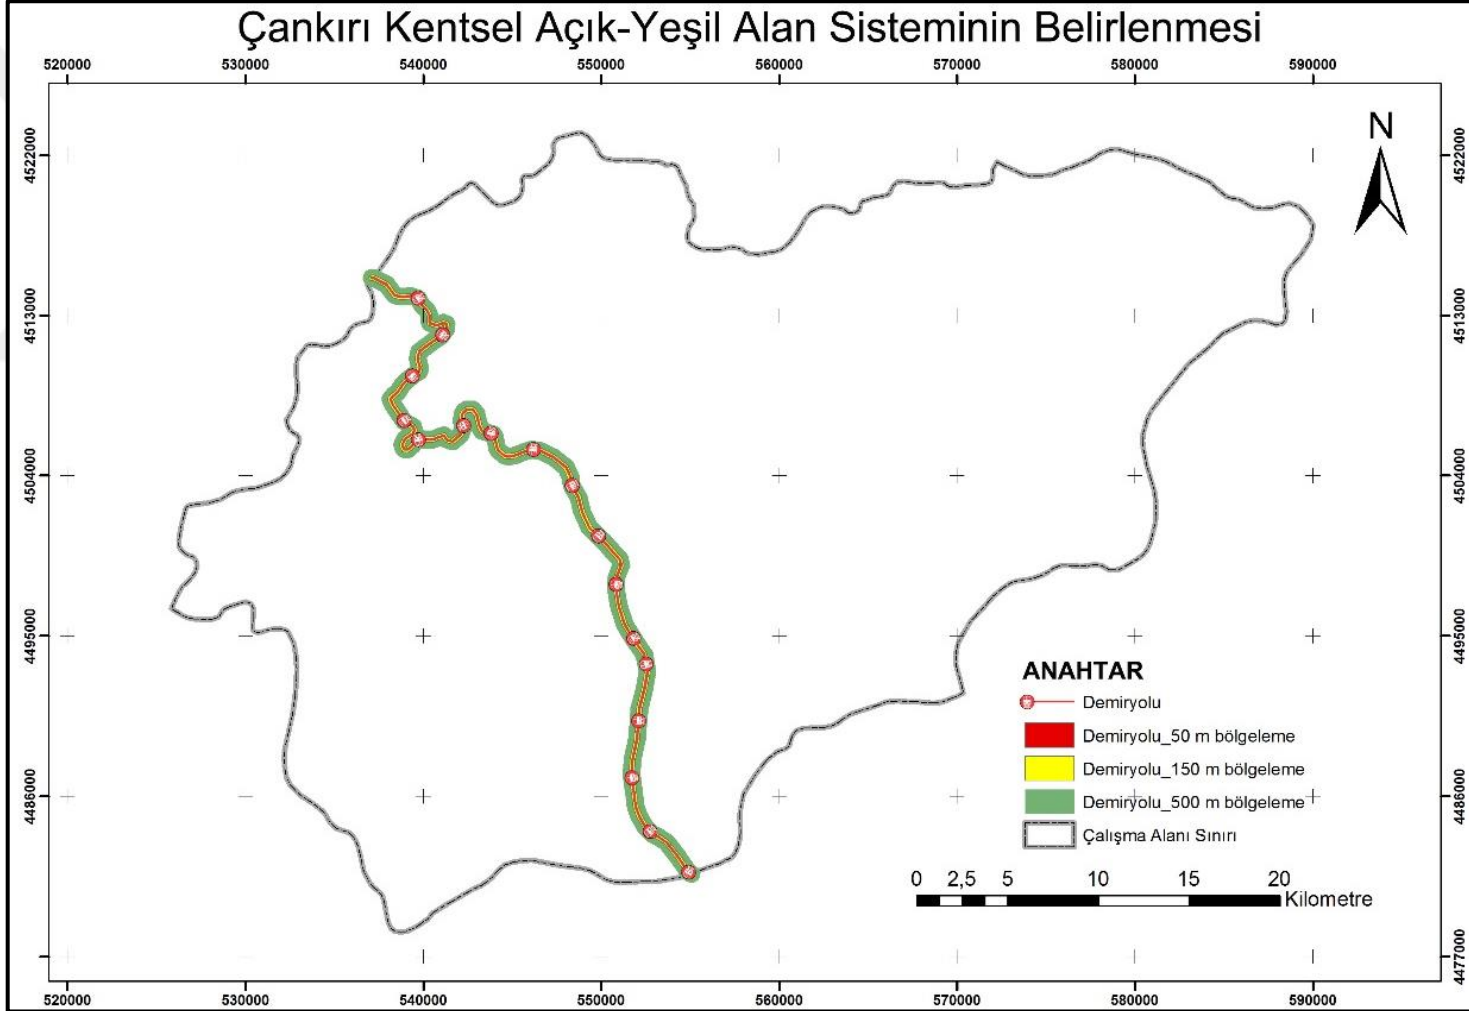 Çankırı Kentsel Açık-Yeşil Alan Sisteminin Belirlenmesi
520000 530000 540000 550000 560000 570000 580000 590000
N
4522000 4522000
4513000 4513000
4504000 4504000
4495000 4495000
4486000 4486000
4477000
ANAHTAR
Demiryolu
Demiryolu_50 m bölgeleme
Demiryolu_150 m bölgeleme
Demiryolu_500 m bölgeleme
Çalışma Alanı Sınırı
0 2,5 5 10 15 20
Kilometre
520000 530000 540000 550000 560000 570000 580000 590000